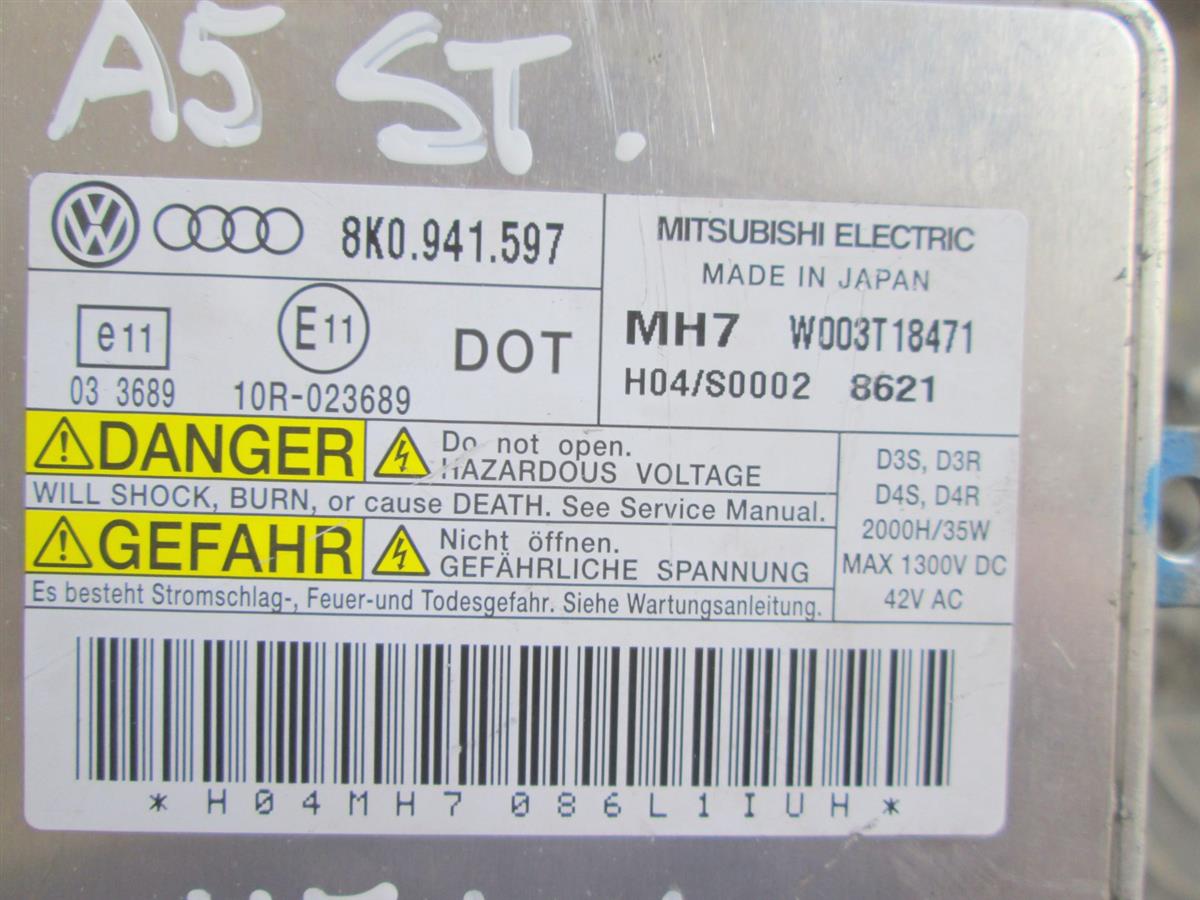 A5 ST.
8K0.941.597
e11
03 3689
E11
10R-023689
DOT
MITSUBISHI ELECTRIC
MADE IN JAPAN
MH7 W003T18471
H04/S0002 8621
DANGER
Do not open.
HAZARDOUS VOLTAGE
WILL SHOCK, BURN, or cause DEATH. See Service Manual.
GEFAHR
Nicht öffnen.
GEFÄHRLICHE SPANNUNG
Es besteht Stromschlag-, Feuer-und Todesgefahr. Siehe Wartungsanleitung.
D3S, D3R
D4S, D4R
2000H/35W
MAX 1300V DC
42V AC
*H04MH7 086L1IUH*